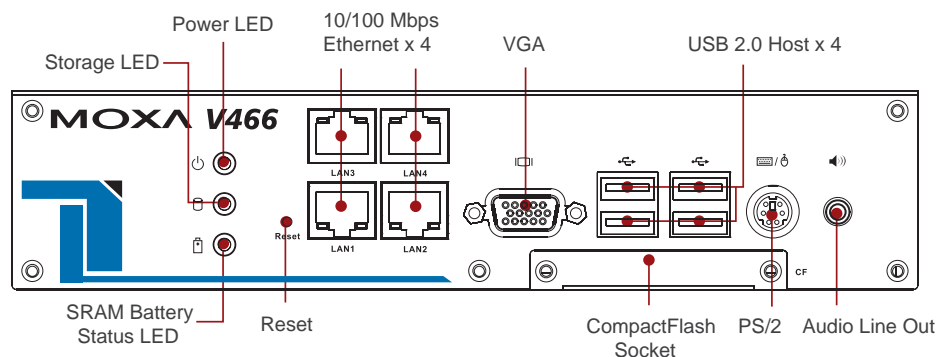 Power LED
10/100 Mbps
Ethernet x 4
VGA
USB 2.0 Host x 4
Storage LED
MOXA V466
LAN3
LAN4
Reset
LAN1
LAN2
CF
SRAM Battery
Status LED
Reset
CompactFlash
Socket
PS/2
Audio Line Out